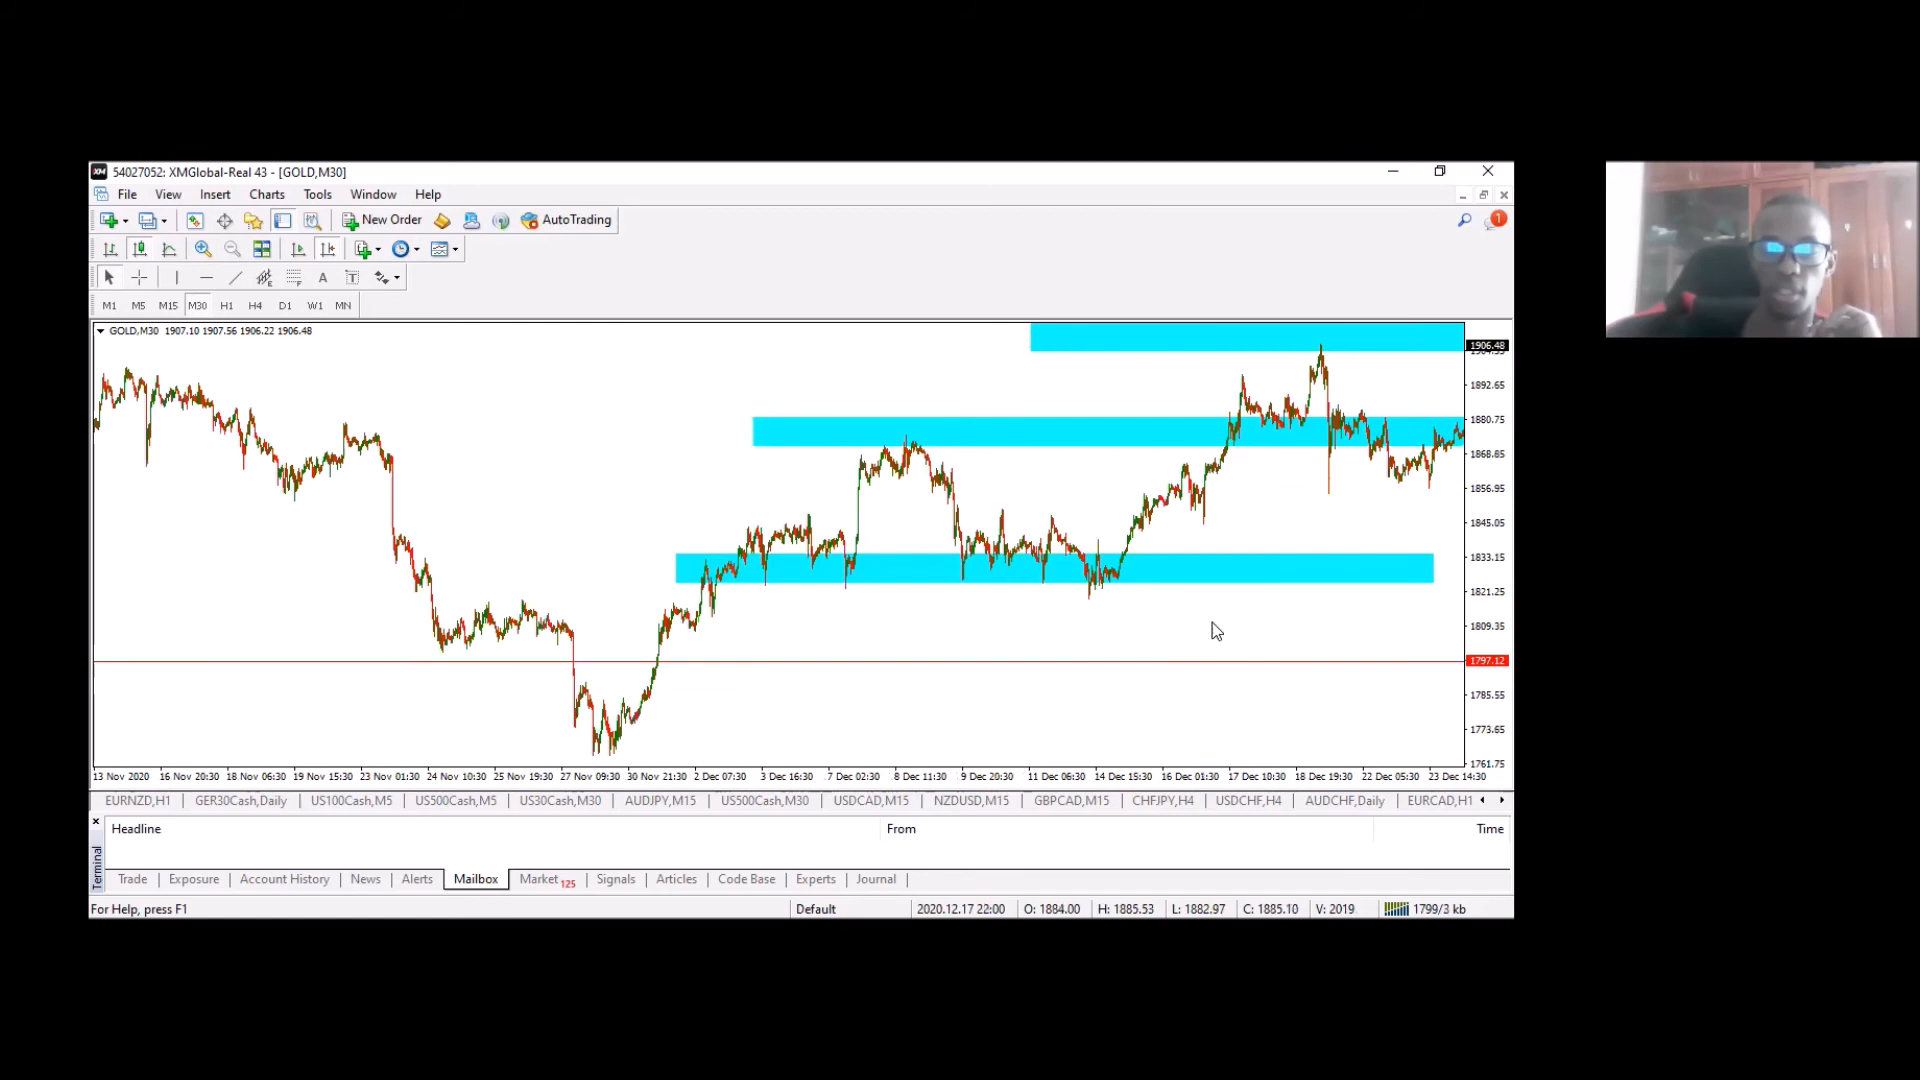 54027052: XMGlobal-Real 43 - [GOLD,M30]
File View Insert Charts Tools Window Help
New Order AutoTrading 1
A T
M1 M5 M15 M30 H1 H4 D1 W1 MN
GOLD,M30 1907.10 1907.56 1906.22 1906.48
1906.48
1892.65
1880.75
1868.85
1856.95
1845.05
1833.15
1821.25
1809.35
1797.12
1785.55
1773.65
1761.75
13 Nov 2020 16 Nov 20:30 18 Nov 06:30 19 Nov 15:30 23 Nov 01:30 24 Nov 10:30 25 Nov 19:30 27 Nov 09:30 30 Nov 21:30 2 Dec 07:30 3 Dec 16:30 7 Dec 02:30 8 Dec 11:30 9 Dec 20:30 11 Dec 06:30 14 Dec 15:30 16 Dec 01:30 17 Dec 10:30 18 Dec 19:30 22 Dec 05:30 23 Dec 14:30
EURNZD,H1 GER30Cash,Daily US100Cash,M5 US500Cash,M5 US30Cash,M30 AUDJPY,M15 US500Cash,M30 USDCAD,M15 NZDUSD,M15 GBPCAD,M15 CHFJPY,H4 USDCHF,H4 AUDCHF,Daily EURCAD,H1
Headline From Time
Terminal
Trade Exposure Account History News Alerts Mailbox Market 125 Signals Articles Code Base Experts Journal
For Help, press F1 Default 2020.12.17 22:00 O: 1884.00 H: 1885.53 L: 1882.97 C: 1885.10 V: 2019 1799/3 kb